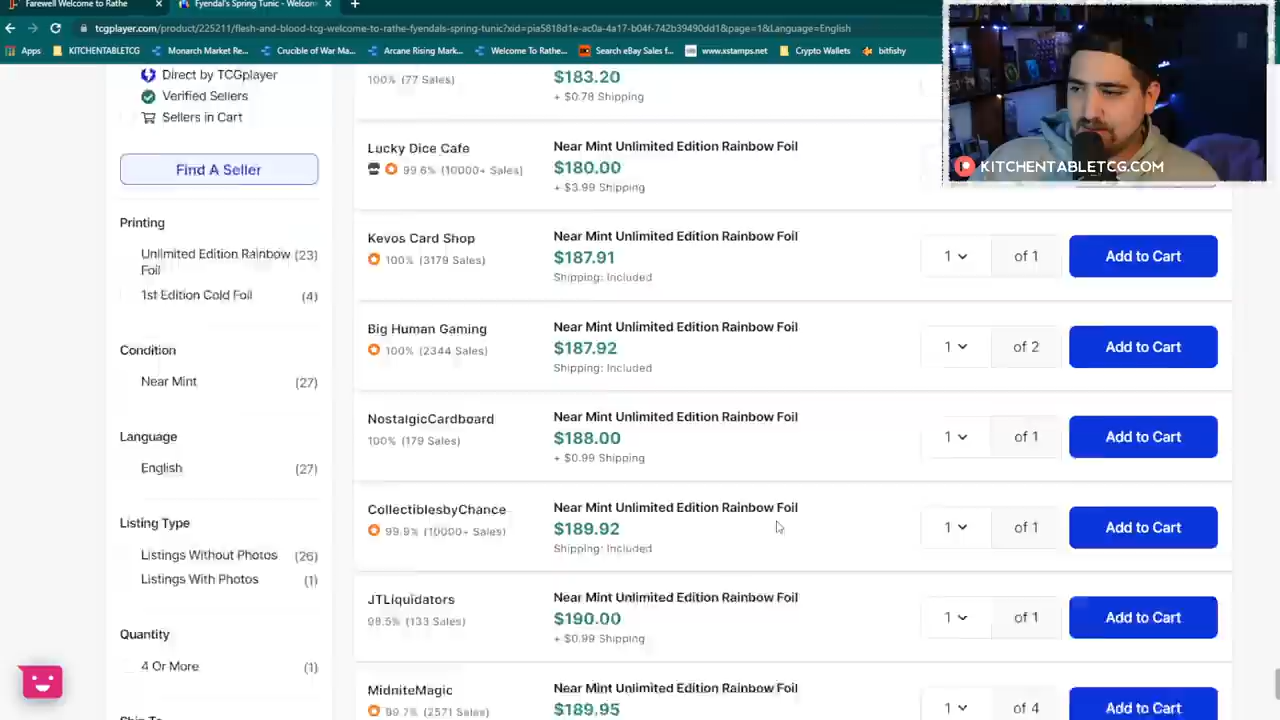 Farewell Welcome to Rathe
Fyendal's Spring Tunic - Welcom
tcgplayer.com/product/225211/flesh-and-blood-tcg-welcome-to-rathe-fyendals-spring-tunic?xid=pia5818d1e-ac0a-4a17-b04f-742b39490dd1&page=1&Language=English
Apps KITCHENTABLETCG Monarch Market Re... Crucible of War Ma... Arcane Rising Mark... Welcome To Rathe... Search eBay Sales f... www.xstamps.net Crypto Wallets bitfishy
KITCHENTABLETCG.COM
Direct by TCGplayer
Verified Sellers
Sellers in Cart
Find A Seller
Printing
Unlimited Edition Rainbow Foil (23)
1st Edition Cold Foil (4)
Condition
Near Mint (27)
Language
English (27)
Listing Type
Listings Without Photos (26)
Listings With Photos (1)
Quantity
4 Or More (1)
Ship To
100% (77 Sales)
$183.20
+ $0.78 Shipping
Lucky Dice Cafe
99.6% (10000+ Sales)
Near Mint Unlimited Edition Rainbow Foil
$180.00
+ $3.99 Shipping
Kevos Card Shop
100% (3179 Sales)
Near Mint Unlimited Edition Rainbow Foil
$187.91
Shipping: Included
1 of 1 Add to Cart
Big Human Gaming
100% (2344 Sales)
Near Mint Unlimited Edition Rainbow Foil
$187.92
Shipping: Included
1 of 2 Add to Cart
NostalgicCardboard
100% (179 Sales)
Near Mint Unlimited Edition Rainbow Foil
$188.00
+ $0.99 Shipping
1 of 1 Add to Cart
CollectiblesbyChance
99.9% (10000+ Sales)
Near Mint Unlimited Edition Rainbow Foil
$189.92
Shipping: Included
1 of 1 Add to Cart
JTLiquidators
98.5% (133 Sales)
Near Mint Unlimited Edition Rainbow Foil
$190.00
+ $0.99 Shipping
1 of 1 Add to Cart
MidniteMagic
99.7% (2571 Sales)
Near Mint Unlimited Edition Rainbow Foil
$189.95
1 of 4 Add to Cart